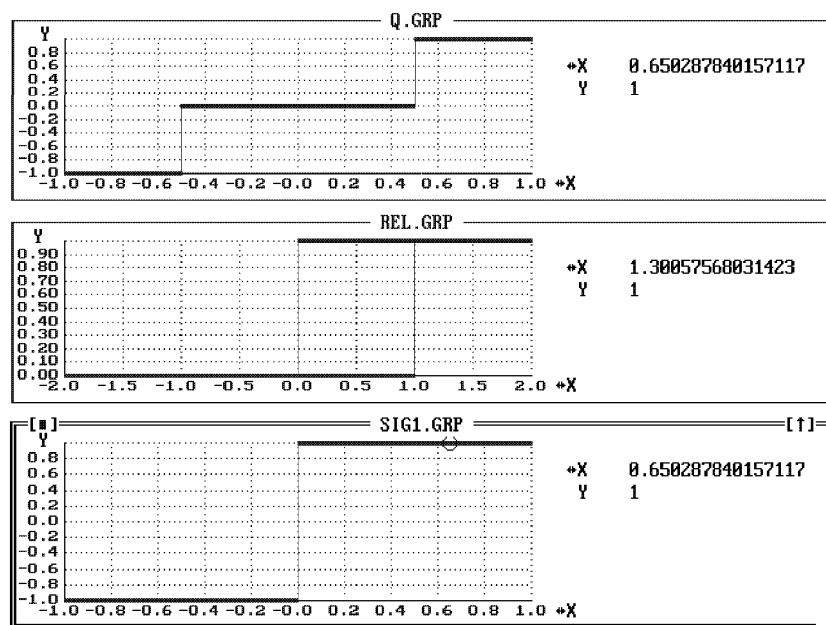 Q.GRP
Y
0.8
0.6
0.4
0.2
0.0
-0.2
-0.4
-0.6
-0.8
-1.0
-1.0 -0.8 -0.6 -0.4 -0.2 -0.0 0.2 0.4 0.6 0.8 1.0 ↔X
↔X 0.650287840157117
Y 1
REL.GRP
Y
0.90
0.80
0.70
0.60
0.50
0.40
0.30
0.20
0.10
0.00
-2.0 -1.5 -1.0 -0.5 0.0 0.5 1.0 1.5 2.0 ↔X
↔X 1.30057568031423
Y 1
[■] SIG1.GRP [↑]
Y
0.8
0.6
0.4
0.2
0.0
-0.2
-0.4
-0.6
-0.8
-1.0
-1.0 -0.8 -0.6 -0.4 -0.2 -0.0 0.2 0.4 0.6 0.8 1.0 ↔X
↔X 0.650287840157117
Y 1